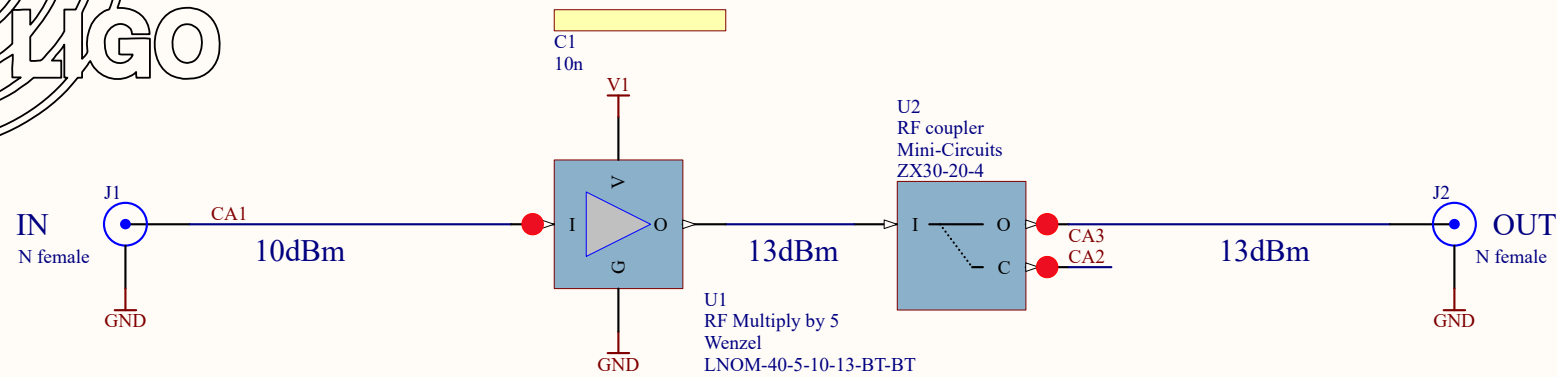 LIGO
C1
10n
V1
U2
RF coupler
Mini-Circuits
ZX30-20-4
J1
IN
N female
CA1
10dBm
GND
V
I
O
G
GND
13dBm
U1
RF Multiply by 5
Wenzel
LNOM-40-5-10-13-BT-BT
I
O
C
CA3
CA2
13dBm
J2
OUT
N female
GND